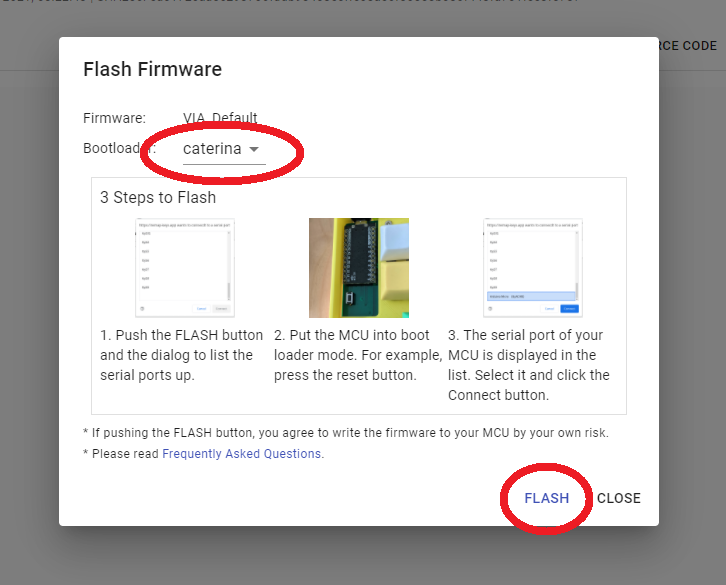 RCE CODE
Flash Firmware
Firmware: VIA_Default
Bootloader: caterina
3 Steps to Flash
1. Push the FLASH button
and the dialog to list the
serial ports up.
2. Put the MCU into boot
loader mode. For example,
press the reset button.
3. The serial port of your
MCU is displayed in the
list. Select it and click the
Connect button.
* If pushing the FLASH button, you agree to write the firmware to your MCU by your own risk.
* Please read Frequently Asked Questions.
FLASH CLOSE